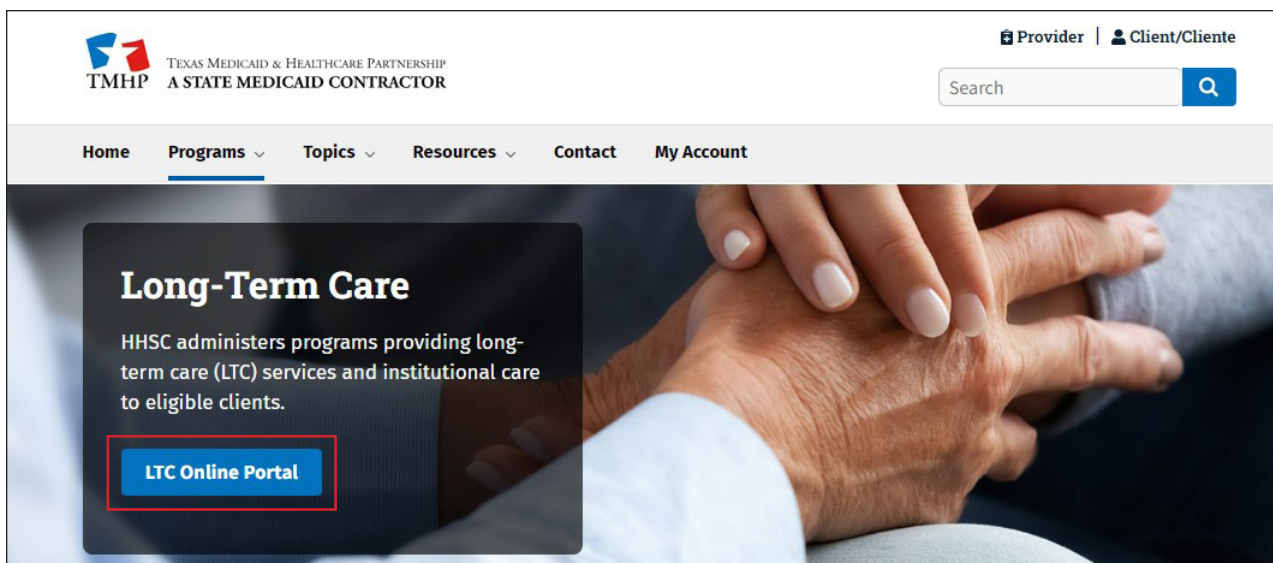 Provider | Client/Cliente
TMHP
TEXAS MEDICAID & HEALTHCARE PARTNERSHIP
A STATE MEDICAID CONTRACTOR
Search
Home Programs Topics Resources Contact My Account
Long-Term Care
HHSC administers programs providing long-
term care (LTC) services and institutional care
to eligible clients.
LTC Online Portal